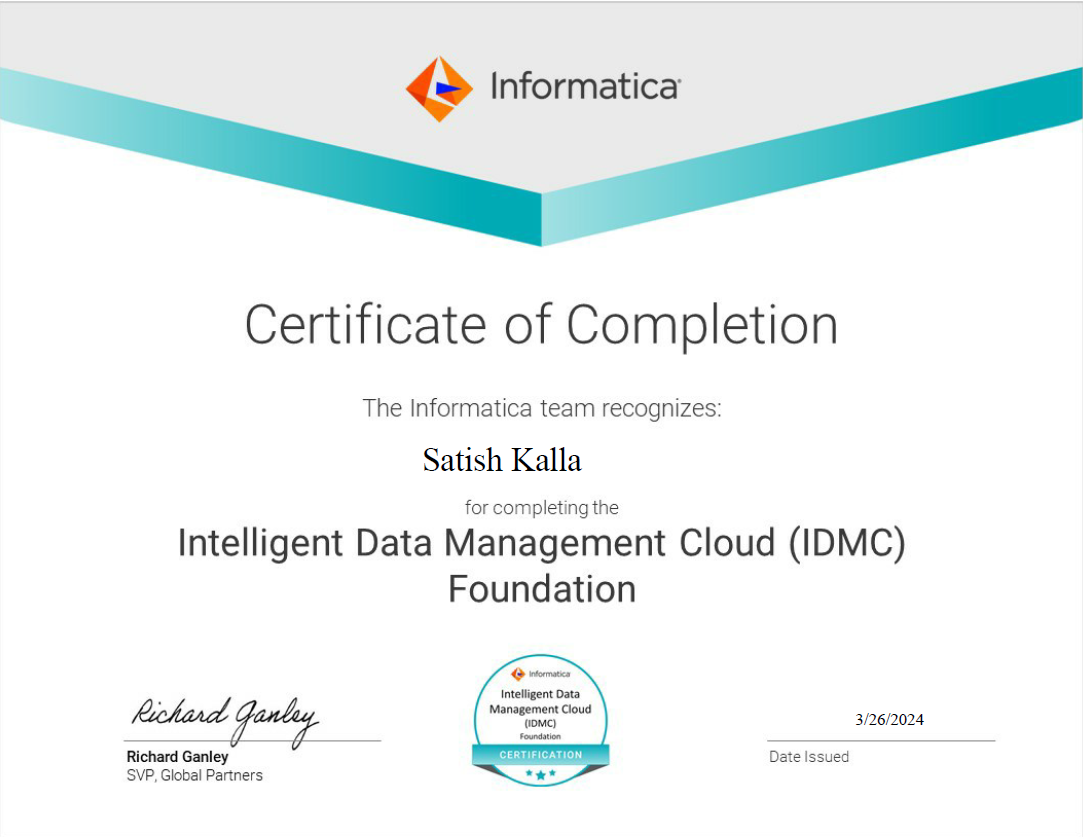 Informatica
Certificate of Completion
The Informatica team recognizes:
Satish Kalla
for completing the
Intelligent Data Management Cloud (IDMC)
Foundation
Richard Ganley
Richard Ganley
SVP, Global Partners
Informatica
Intelligent Data
Management Cloud
(IDMC)
Foundation
CERTIFICATION
3/26/2024
Date Issued